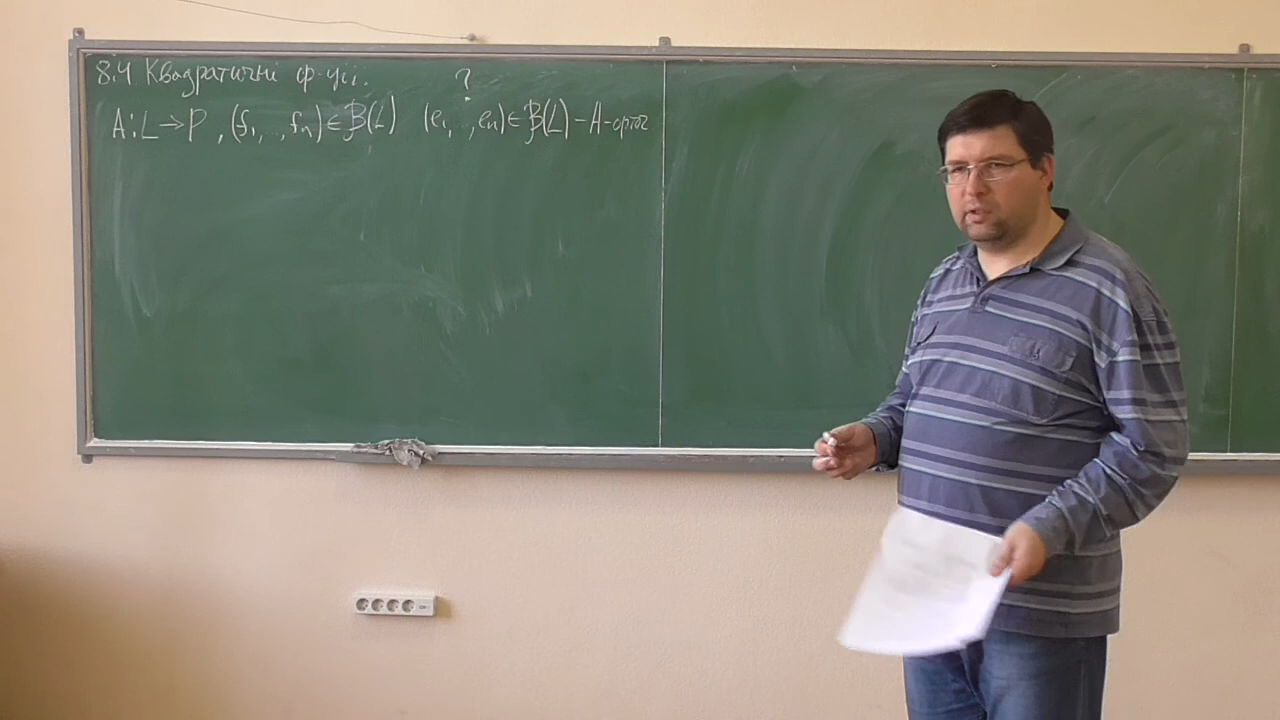 8.4 Квадратичні ф-ції.
?
A: L → P , (f₁, .., fₙ) ∈ B(L) (e₁, .., eₙ) ∈ B(L) – A-ортог